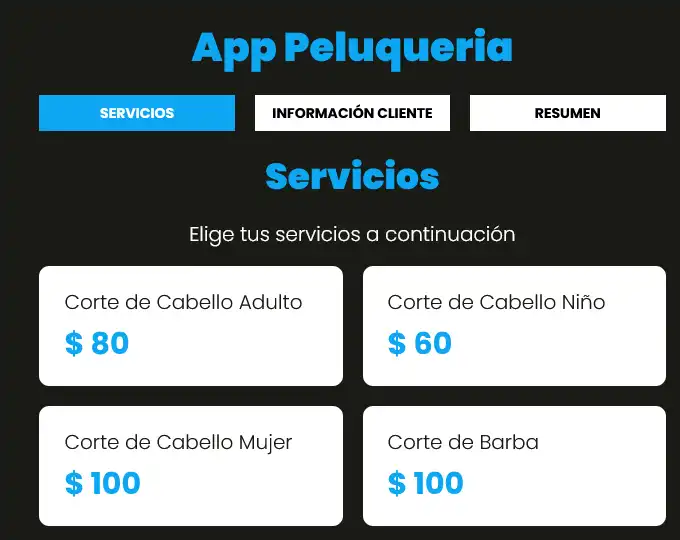 App Peluqueria
SERVICIOS
INFORMACIÓN CLIENTE
RESUMEN
Servicios
Elige tus servicios a continuación
Corte de Cabello Adulto
$ 80
Corte de Cabello Niño
$ 60
Corte de Cabello Mujer
$ 100
Corte de Barba
$ 100